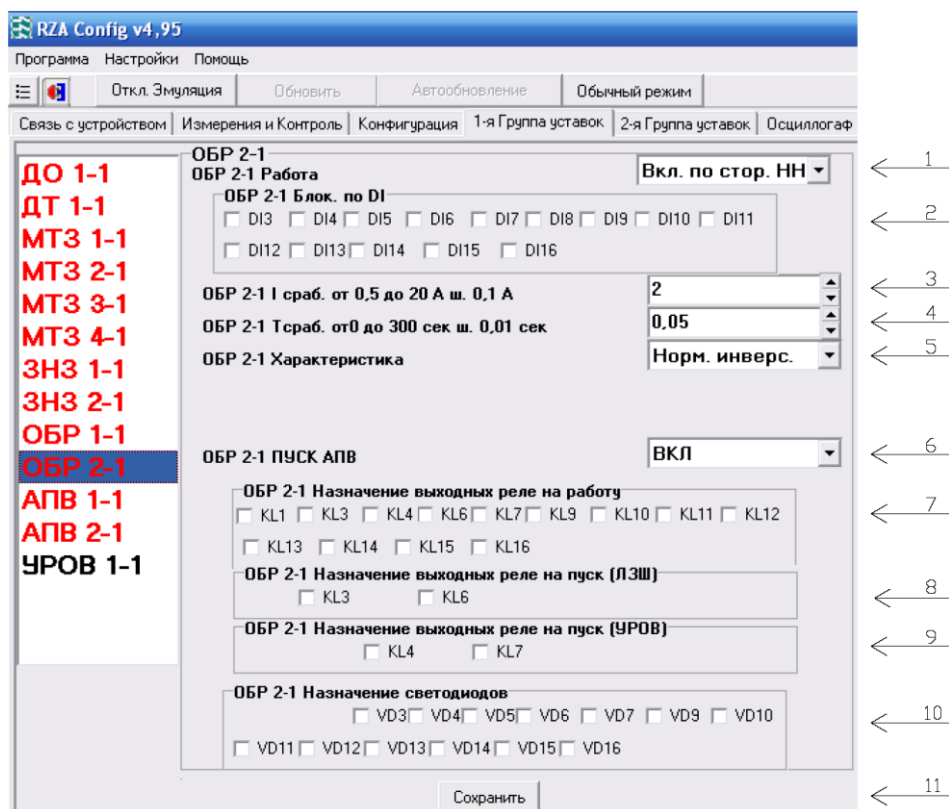 RZA Config v4,95
Программа Настройки Помощь
Откл. Эмуляция Обновить Автообновление Обычный режим
Связь с устройством Измерения и Контроль Конфигурация 1-я Группа уставок 2-я Группа уставок Осциллограф
ДО 1-1
ДТ 1-1
МТЗ 1-1
МТЗ 2-1
МТЗ 3-1
МТЗ 4-1
ЗНЗ 1-1
ЗНЗ 2-1
ОБР 1-1
ОБР 2-1
АПВ 1-1
АПВ 2-1
УРОВ 1-1
ОБР 2-1
ОБР 2-1 Работа Вкл. по стор. НН 1
ОБР 2-1 Блок. по DI 2
DI3 DI4 DI5 DI6 DI7 DI8 DI9 DI10 DI11
DI12 DI13 DI14 DI15 DI16
ОБР 2-1 I сраб. от 0,5 до 20 А ш. 0,1 А 2 3
ОБР 2-1 Тсраб. от0 до 300 сек ш. 0,01 сек 0,05 4
ОБР 2-1 Характеристика Норм. инверс. 5
ОБР 2-1 ПУСК АПВ ВКЛ 6
ОБР 2-1 Назначение выходных реле на работу
KL1 KL3 KL4 KL6 KL7 KL9 KL10 KL11 KL12 7
KL13 KL14 KL15 KL16
ОБР 2-1 Назначение выходных реле на пуск (ЛЗШ)
KL3 KL6 8
ОБР 2-1 Назначение выходных реле на пуск (УРОВ)
KL4 KL7 9
ОБР 2-1 Назначение светодиодов
VD3 VD4 VD5 VD6 VD7 VD9 VD10 10
VD11 VD12 VD13 VD14 VD15 VD16
Сохранить 11